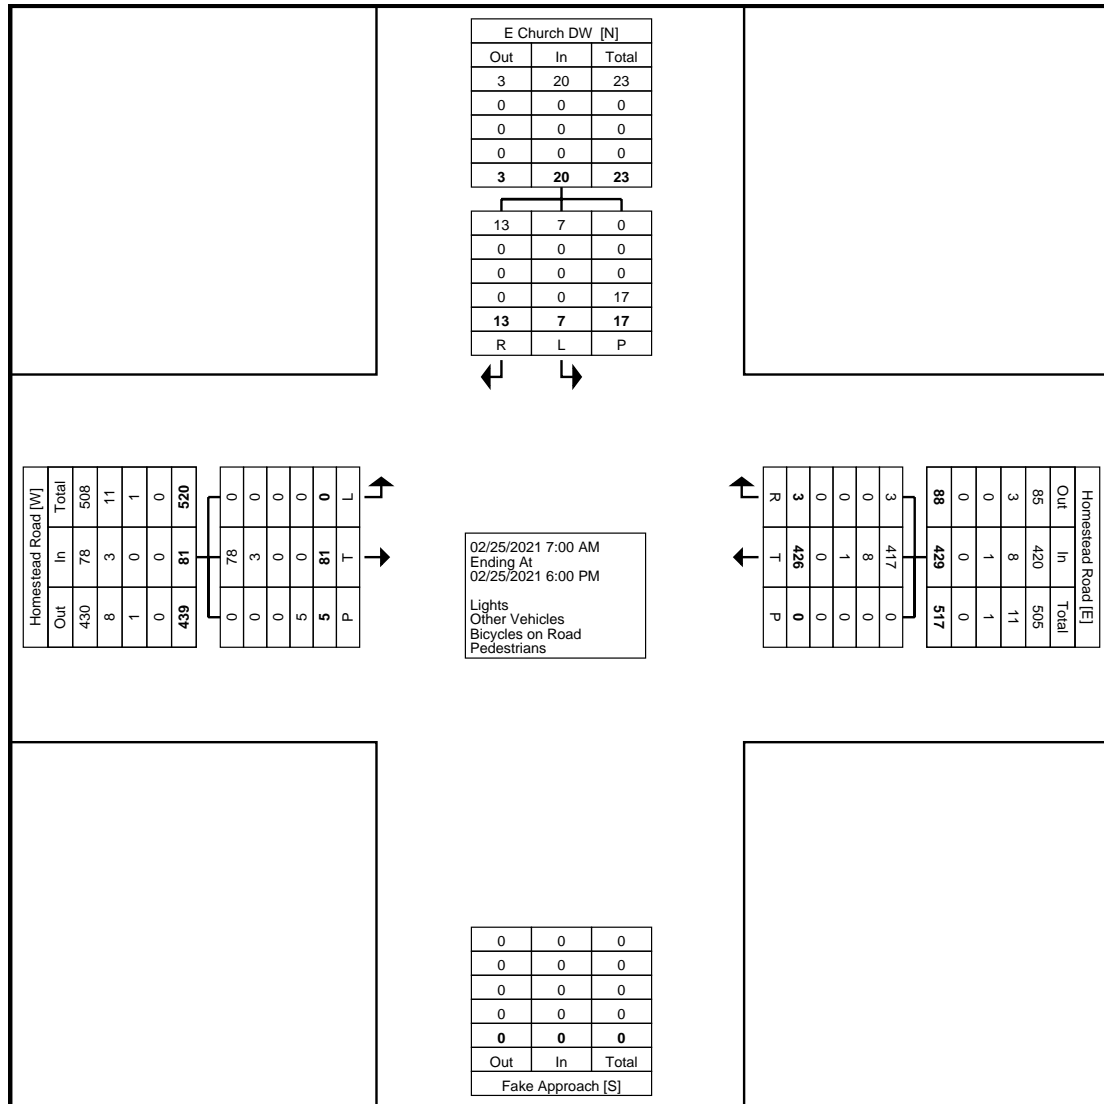 E Church DW [N]
Out In Total
3 20 23
0 0 0
0 0 0
0 0 0
3 20 23
13 7 0
0 0 0
0 0 0
0 0 17
13 7 17
R L P
Homestead Road [W]
Total In Out
508 78 430
11 3 8
1 0 1
0 0 0
520 81 439
0 78 0
0 3 0
0 0 0
0 0 5
0 81 5
L T P
02/25/2021 7:00 AM
Ending At
02/25/2021 6:00 PM
Lights
Other Vehicles
Bicycles on Road
Pedestrians
Homestead Road [E]
Out In Total
85 420 505
3 8 11
0 1 1
0 0 0
88 429 517
3 417 0
0 8 0
0 1 0
0 0 0
3 426 0
R T P
0 0 0
0 0 0
0 0 0
0 0 0
0 0 0
Out In Total
Fake Approach [S]